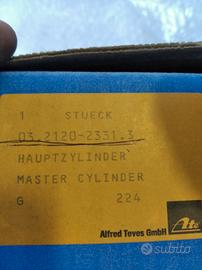 1 STUECK
03.2120-2331.3
HAUPTZYLINDER
MASTER CYLINDER
G 224
Ate
Alfred Teves GmbH
subito